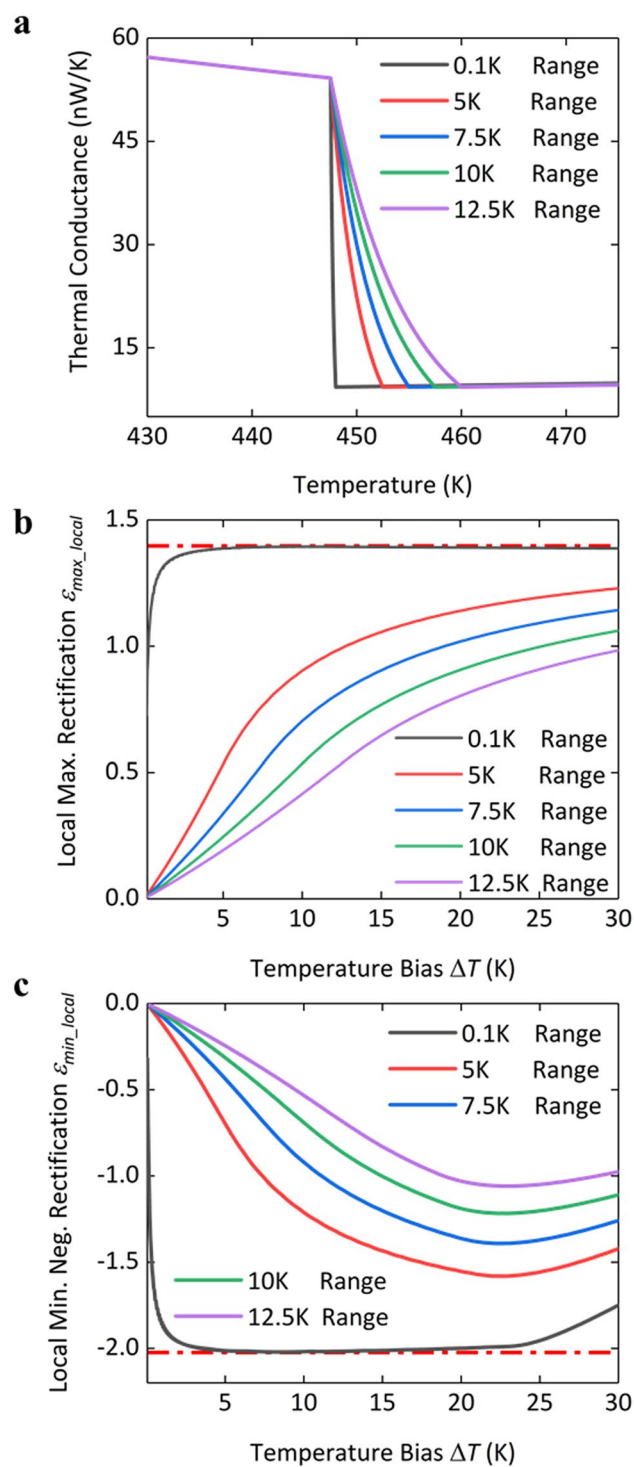 a
60
45
30
15
Thermal Conductance (nW/K)
0.1K Range
5K Range
7.5K Range
10K Range
12.5K Range
430 440 450 460 470
Temperature (K)
b
1.5
1.0
0.5
0.0
Local Max. Rectification εmax_local
0.1K Range
5K Range
7.5K Range
10K Range
12.5K Range
5 10 15 20 25 30
Temperature Bias ΔT (K)
c
0.0
-0.5
-1.0
-1.5
-2.0
Local Min. Neg. Rectification εmin_local
0.1K Range
5K Range
7.5K Range
10K Range
12.5K Range
5 10 15 20 25 30
Temperature Bias ΔT (K)